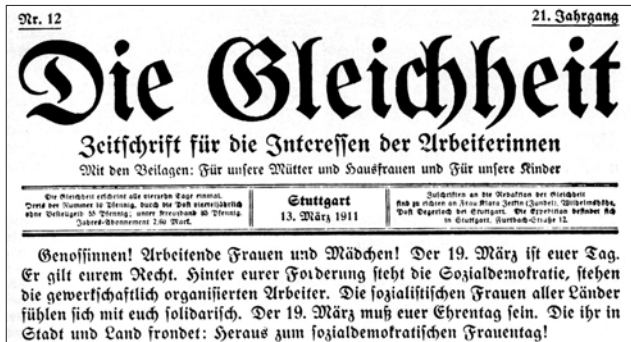 Nr. 12
21. Jahrgang
Die Gleichheit
Zeitschrift für die Interessen der Arbeiterinnen
Mit den Beilagen: Für unsere Mütter und Hausfrauen und Für unsere Kinder
Die Gleichheit erscheint alle vierzehn Tage einmal.
Preis der Nummer 10 Pfennig, durch die Post vierteljährlich
ohne Bestellgeld 55 Pfennig; unter Kreuzband 85 Pfennig.
Jahres-Abonnement 2.60 Mark.
Stuttgart
13. März 1911
Zuschriften an die Redaktion der Gleichheit
sind zu richten an Frau Klara Zetkin (Zundel), Wilhelmshöhe,
Post Degerloch bei Stuttgart. Die Expedition befindet sich
in Stuttgart, Furtbach-Straße 12.
Genossinnen! Arbeitende Frauen und Mädchen! Der 19. März ist euer Tag.
Er gilt eurem Recht. Hinter eurer Forderung steht die Sozialdemokratie, stehen
die gewerkschaftlich organisierten Arbeiter. Die sozialistischen Frauen aller Länder
fühlen sich mit euch solidarisch. Der 19. März muß euer Ehrentag sein. Die ihr in
Stadt und Land frondet: Heraus zum sozialdemokratischen Frauentag!